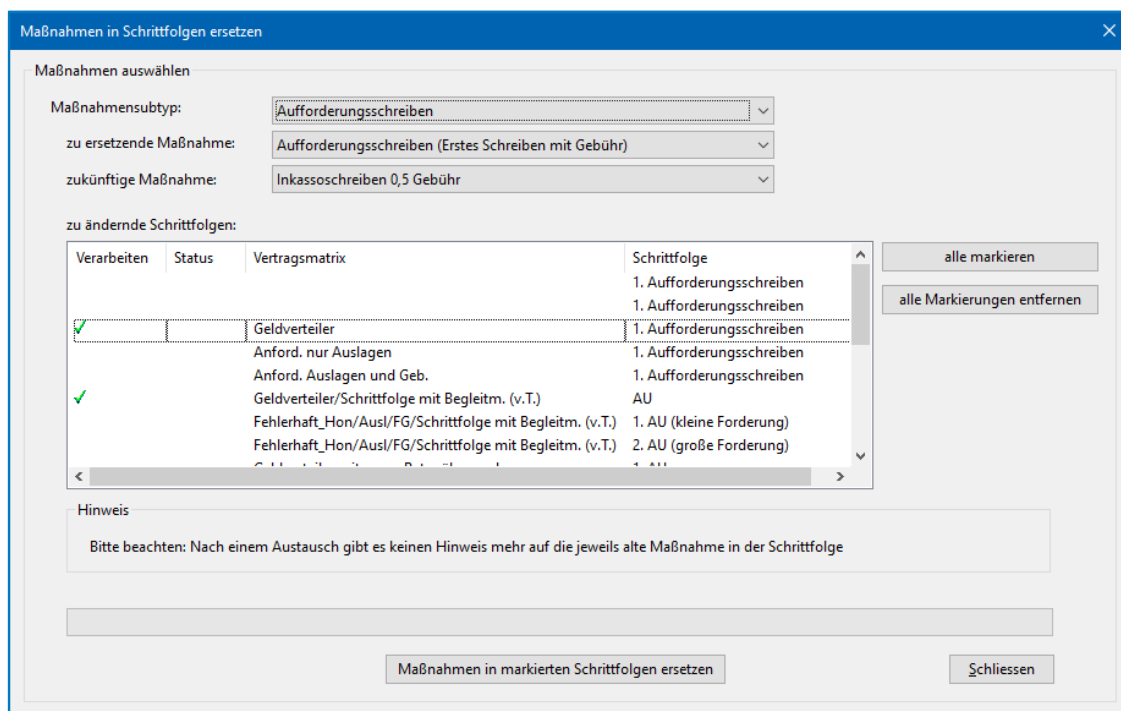 Maßnahmen in Schrittfolgen ersetzen
Maßnahmen auswählen
Maßnahmensubtyp: Aufforderungsschreiben
zu ersetzende Maßnahme: Aufforderungsschreiben (Erstes Schreiben mit Gebühr)
zukünftige Maßnahme: Inkassoschreiben 0,5 Gebühr
zu ändernde Schrittfolgen:
Verarbeiten Status Vertragsmatrix Schrittfolge
1. Aufforderungsschreiben
1. Aufforderungsschreiben
Geldverteiler 1. Aufforderungsschreiben
Anford. nur Auslagen 1. Aufforderungsschreiben
Anford. Auslagen und Geb. 1. Aufforderungsschreiben
Geldverteiler/Schrittfolge mit Begleitm. (v.T.) AU
Fehlerhaft_Hon/Ausl/FG/Schrittfolge mit Begleitm. (v.T.) 1. AU (kleine Forderung)
Fehlerhaft_Hon/Ausl/FG/Schrittfolge mit Begleitm. (v.T.) 2. AU (große Forderung)
alle markieren
alle Markierungen entfernen
Hinweis
Bitte beachten: Nach einem Austausch gibt es keinen Hinweis mehr auf die jeweils alte Maßnahme in der Schrittfolge
Maßnahmen in markierten Schrittfolgen ersetzen
Schliessen